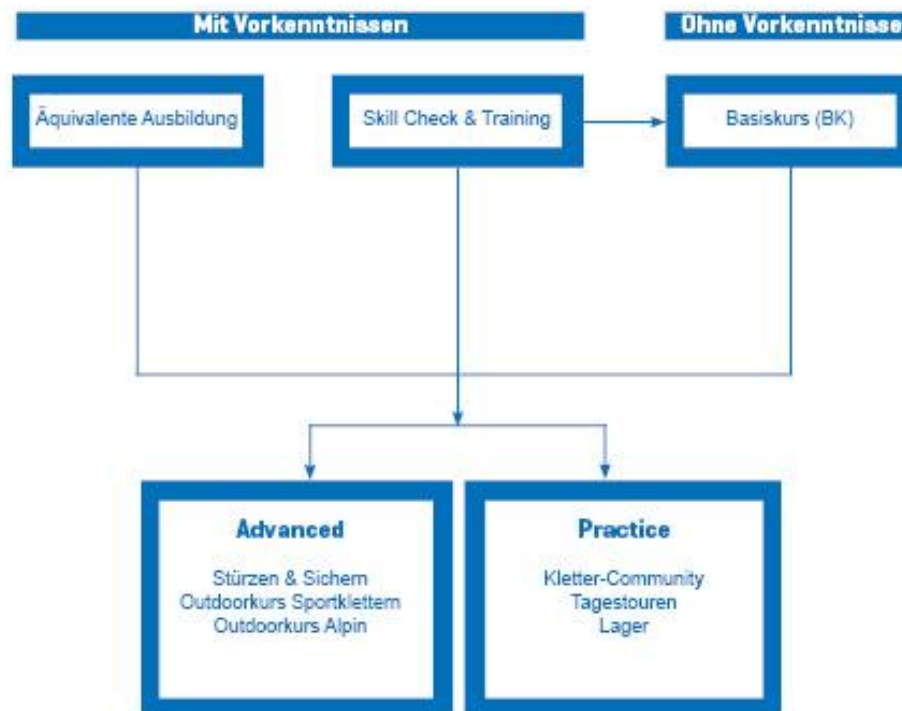 Mit Vorkenntnissen
Ohne Vorkenntnisse
Äquivalente Ausbildung
Skill Check & Training
Basiskurs (BK)
Advanced
Stürzen & Sichern
Outdoorkurs Sportklettern
Outdoorkurs Alpin
Practice
Kletter-Community
Tagestouren
Lager